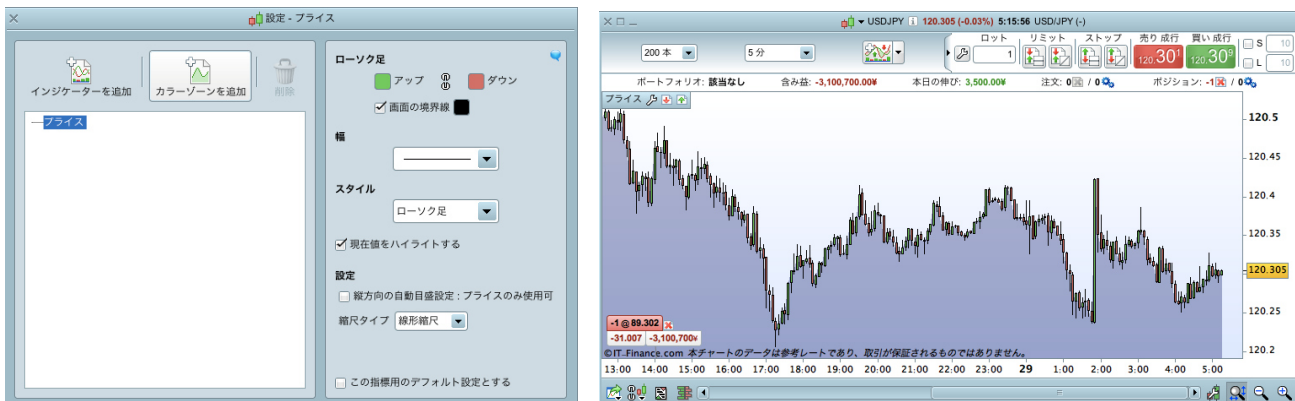 設定 - プライス
インジケーターを追加
カラーゾーンを追加
削除
プライス
ローソク足
アップ
ダウン
画面の境界線
幅
スタイル
ローソク足
現在値をハイライトする
設定
縦方向の自動目盛設定 : プライスのみ使用可
縮尺タイプ 線形縮尺
この指標用のデフォルト設定とする
USDJPY 120.305 (-0.03%) 5:15:56 USD/JPY (-)
200 本
5 分
ロット
1
リミット
ストップ
売り 成行
120.30¹
買い 成行
120.30⁹
S 10
L 10
ポートフォリオ: 該当なし 含み益: -3,100,700.00¥ 本日の伸び: 3,500.00¥ 注文: 0 / 0 ポジション: -1 / 0
プライス
120.5
120.45
120.4
120.35
120.305
120.25
120.2
-1 @ 89.302
-31.007 -3,100,700¥
©IT-Finance.com 本チャートのデータは参考レートであり、取引が保証されるものではありません。
13:00 14:00 15:00 16:00 17:00 18:00 19:00 20:00 21:00 22:00 23:00 29 1:00 2:00 3:00 4:00 5:00